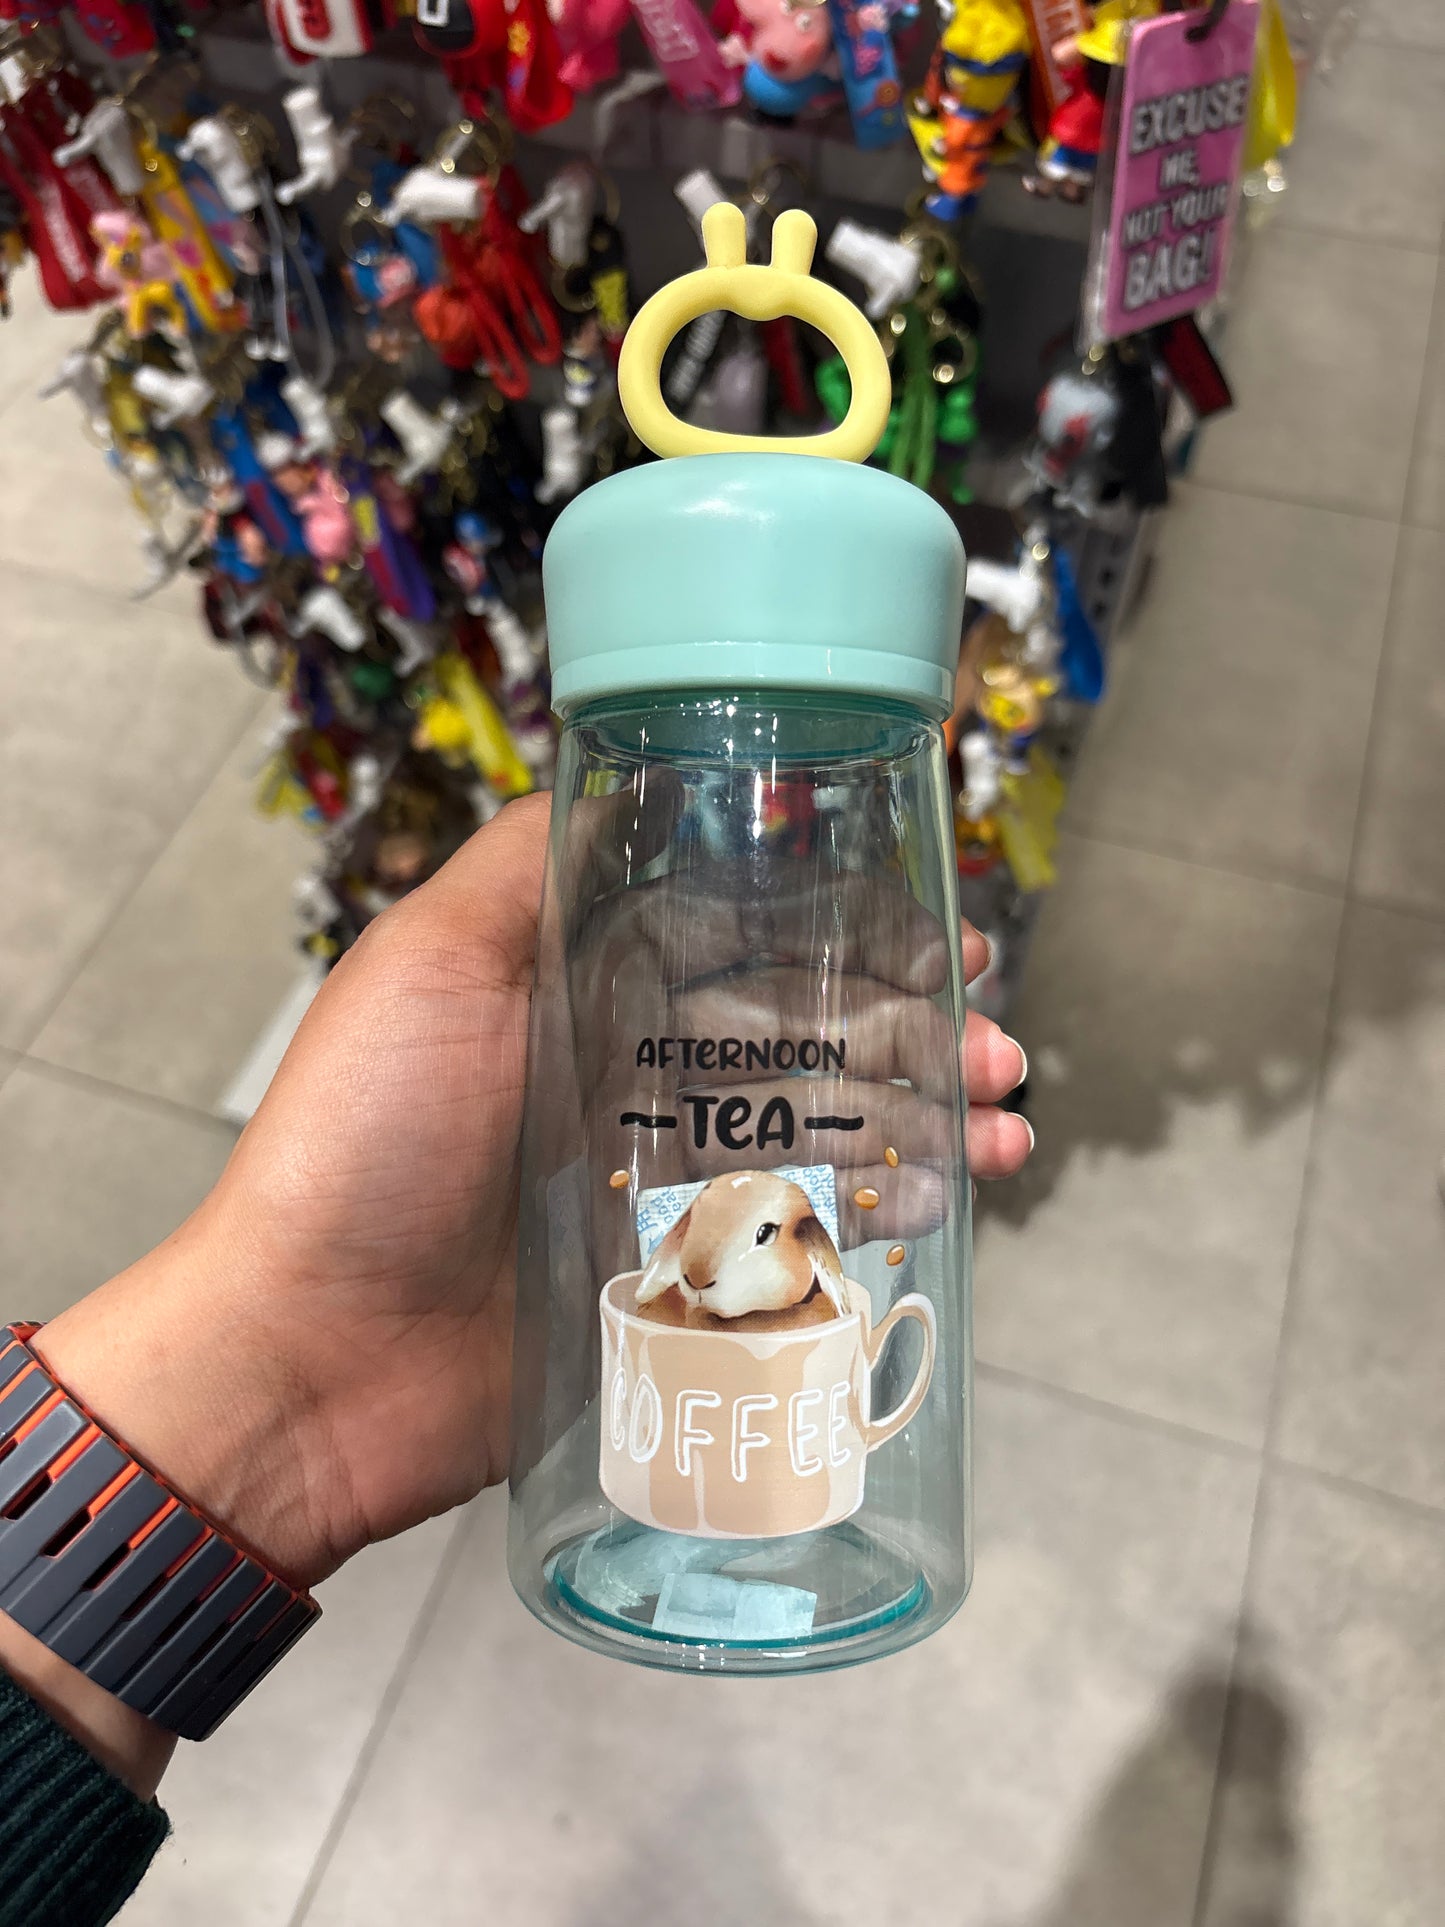 EXCUSE
ME,
NOT YOUR
BAG!
AFTERNOON
~TEA~
COFFEE